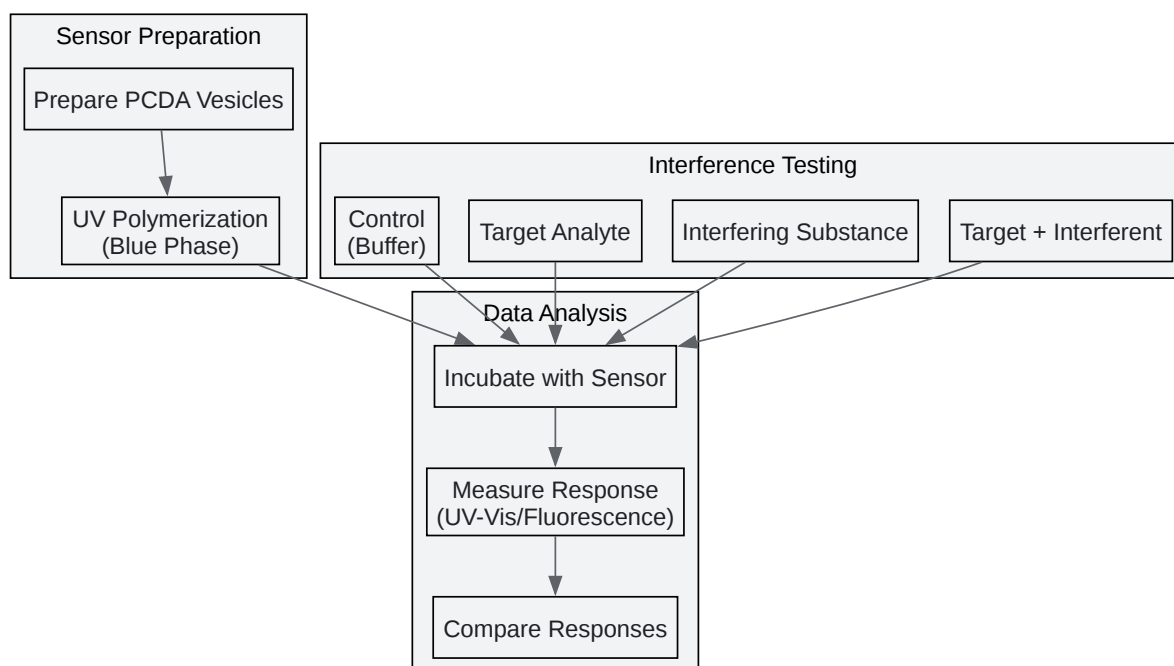 Sensor Preparation
Prepare PCDA Vesicles
UV Polymerization
(Blue Phase)
Interference Testing
Control
(Buffer)
Target Analyte
Interfering Substance
Target + Interferent
Data Analysis
Incubate with Sensor
Measure Response
(UV-Vis/Fluorescence)
Compare Responses